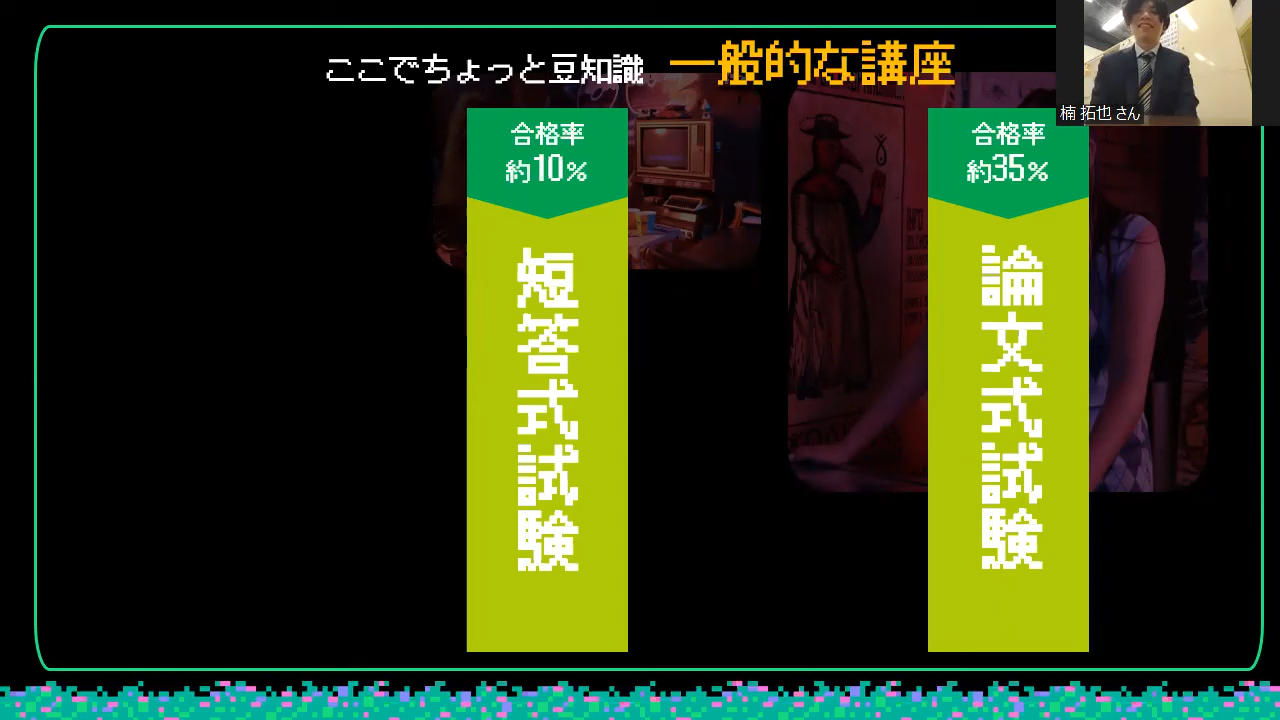 ここでちょっと豆知識 一般的な講座
楠 拓也 さん
合格率
約10%
短答式試験
合格率
約35%
論文式試験